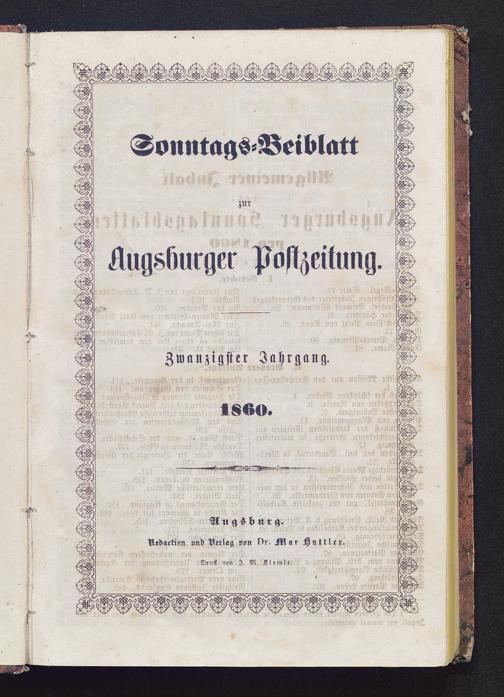 Sonntags-Beiblatt
zur
Augsburger Postzeitung.
Zwanzigster Jahrgang.
1860.
Augsburg.
Redaction und Verlag von Dr. Max Huttler.
Druck von J. M. Kleinle.